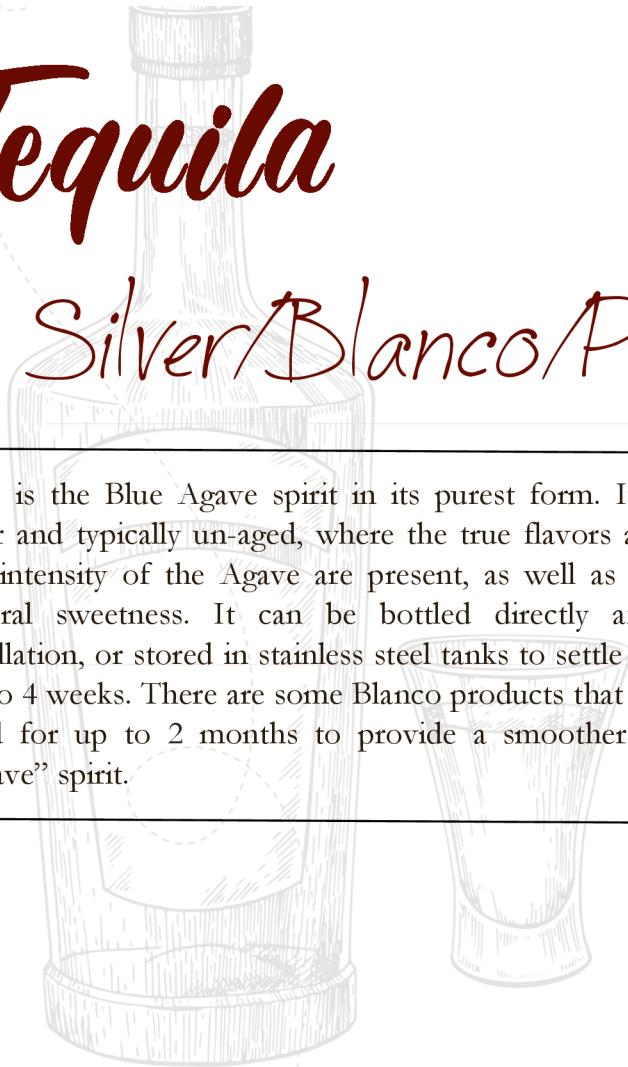 Tequila
Silver/Blanco/P
is the Blue Agave spirit in its purest form. I
r and typically un-aged, where the true flavors a
intensity of the Agave are present, as well as
ral sweetness. It can be bottled directly a
llation, or stored in stainless steel tanks to settle
o 4 weeks. There are some Blanco products that
l for up to 2 months to provide a smoother
ave” spirit.